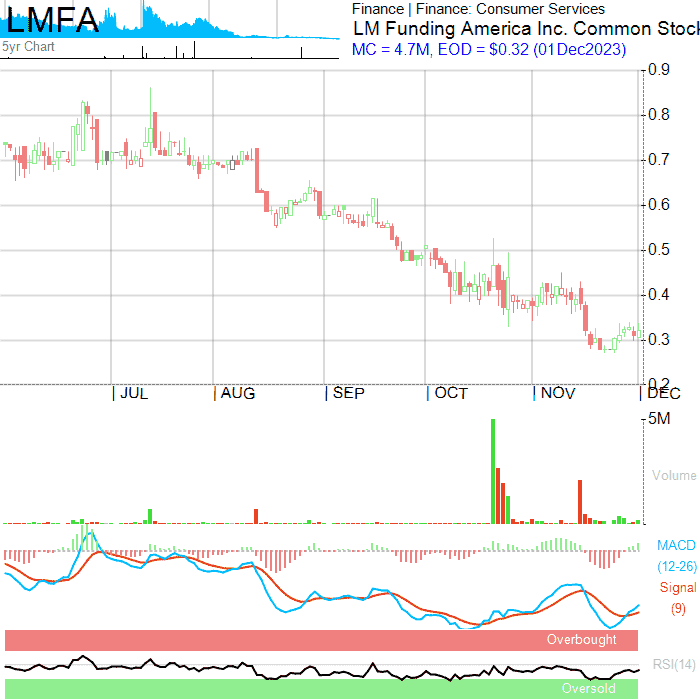 LMFA
5yr Chart
Finance | Finance: Consumer Services
LM Funding America Inc. Common Stock
MC = 4.7M, EOD = $0.32 (01Dec2023)
0.9
0.8
0.7
0.6
0.5
0.4
0.3
0.2
JUL
AUG
SEP
OCT
NOV
DEC
5M
Volume
MACD
(12-26)
Signal
(9)
Overbought
RSI(14)
Oversold